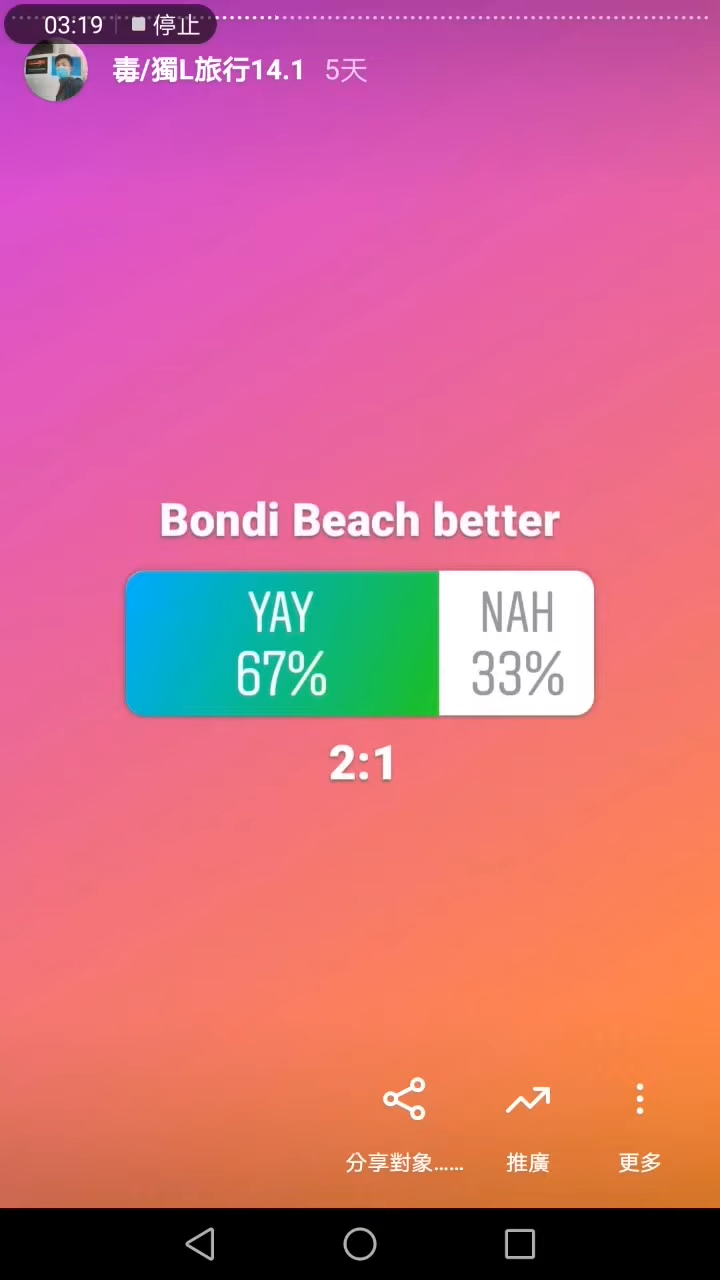 03:19 停止
毒/獨L旅行14.1 5天
Bondi Beach better
YAY NAH
67% 33%
2:1
分享對象…… 推廣 更多